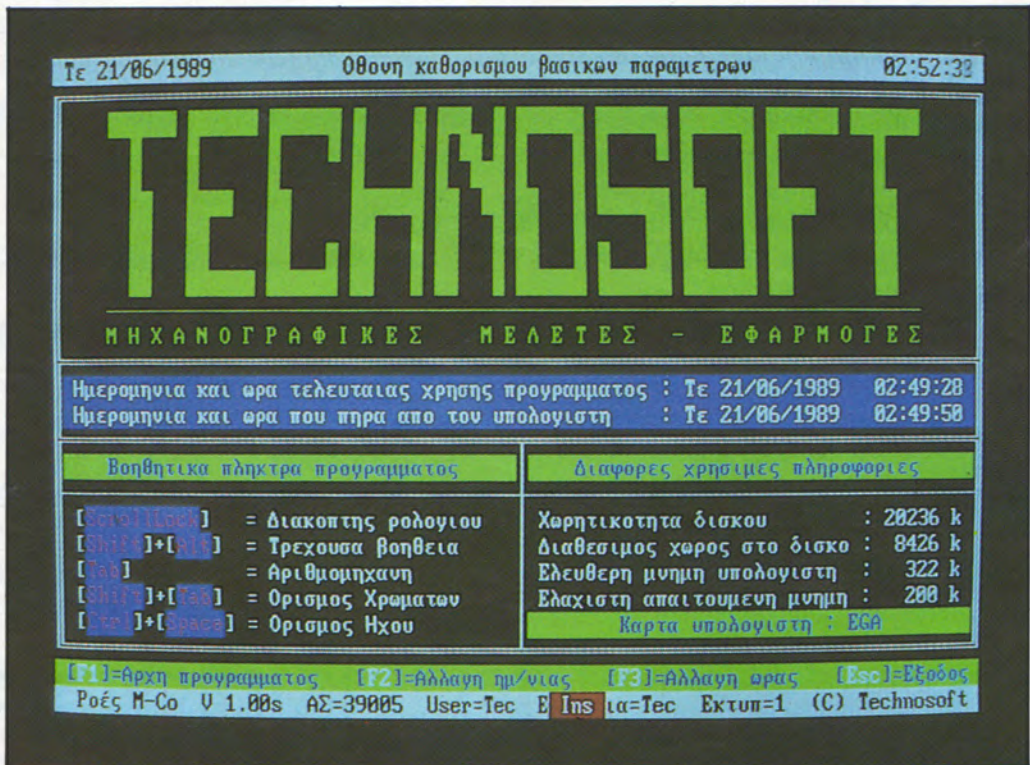 Τε 21/06/1989 Οθονη καθορισμου βασικων παραμετρων 02:52:33
TECHNOSOFT
ΜΗΧΑΝΟΓΡΑΦΙΚΕΣ ΜΕΛΕΤΕΣ - ΕΦΑΡΜΟΓΕΣ
Ημερομηνια και ωρα τελευταιας χρησης προγραμματος : Τε 21/06/1989 02:49:28
Ημερομηνια και ωρα που πηρα απο τον υπολογιστη : Τε 21/06/1989 02:49:50
Βοηθητικα πληκτρα προγραμματος
[ScrollLock] = Διακοπτης ρολογιου
[Shift]+[Alt] = Τρεχουσα βοηθεια
[Tab] = Αριθμομηχανη
[Shift]+[Tab] = Ορισμος Χρωματων
[Ctrl]+[Space] = Ορισμος Ηχου
Διαφορες χρησιμες πληροφοριες
Χωρητικοτητα δισκου : 20236 k
Διαθεσιμος χωρος στο δισκο : 8426 k
Ελευθερη μνημη υπολογιστη : 322 k
Ελαχιστη απαιτουμενη μνημη : 200 k
Καρτα υπολογιστη : EGA
[F1]=Αρχη προγραμματος [F2]=Αλλαγη ημ/νιας [F3]=Αλλαγη ωρας [Esc]=Εξοδος
Ροές M-Co V 1.00s ΑΣ=39005 User=Tec Ε Ins ια=Tec Εκτυπ=1 (C) Technosoft